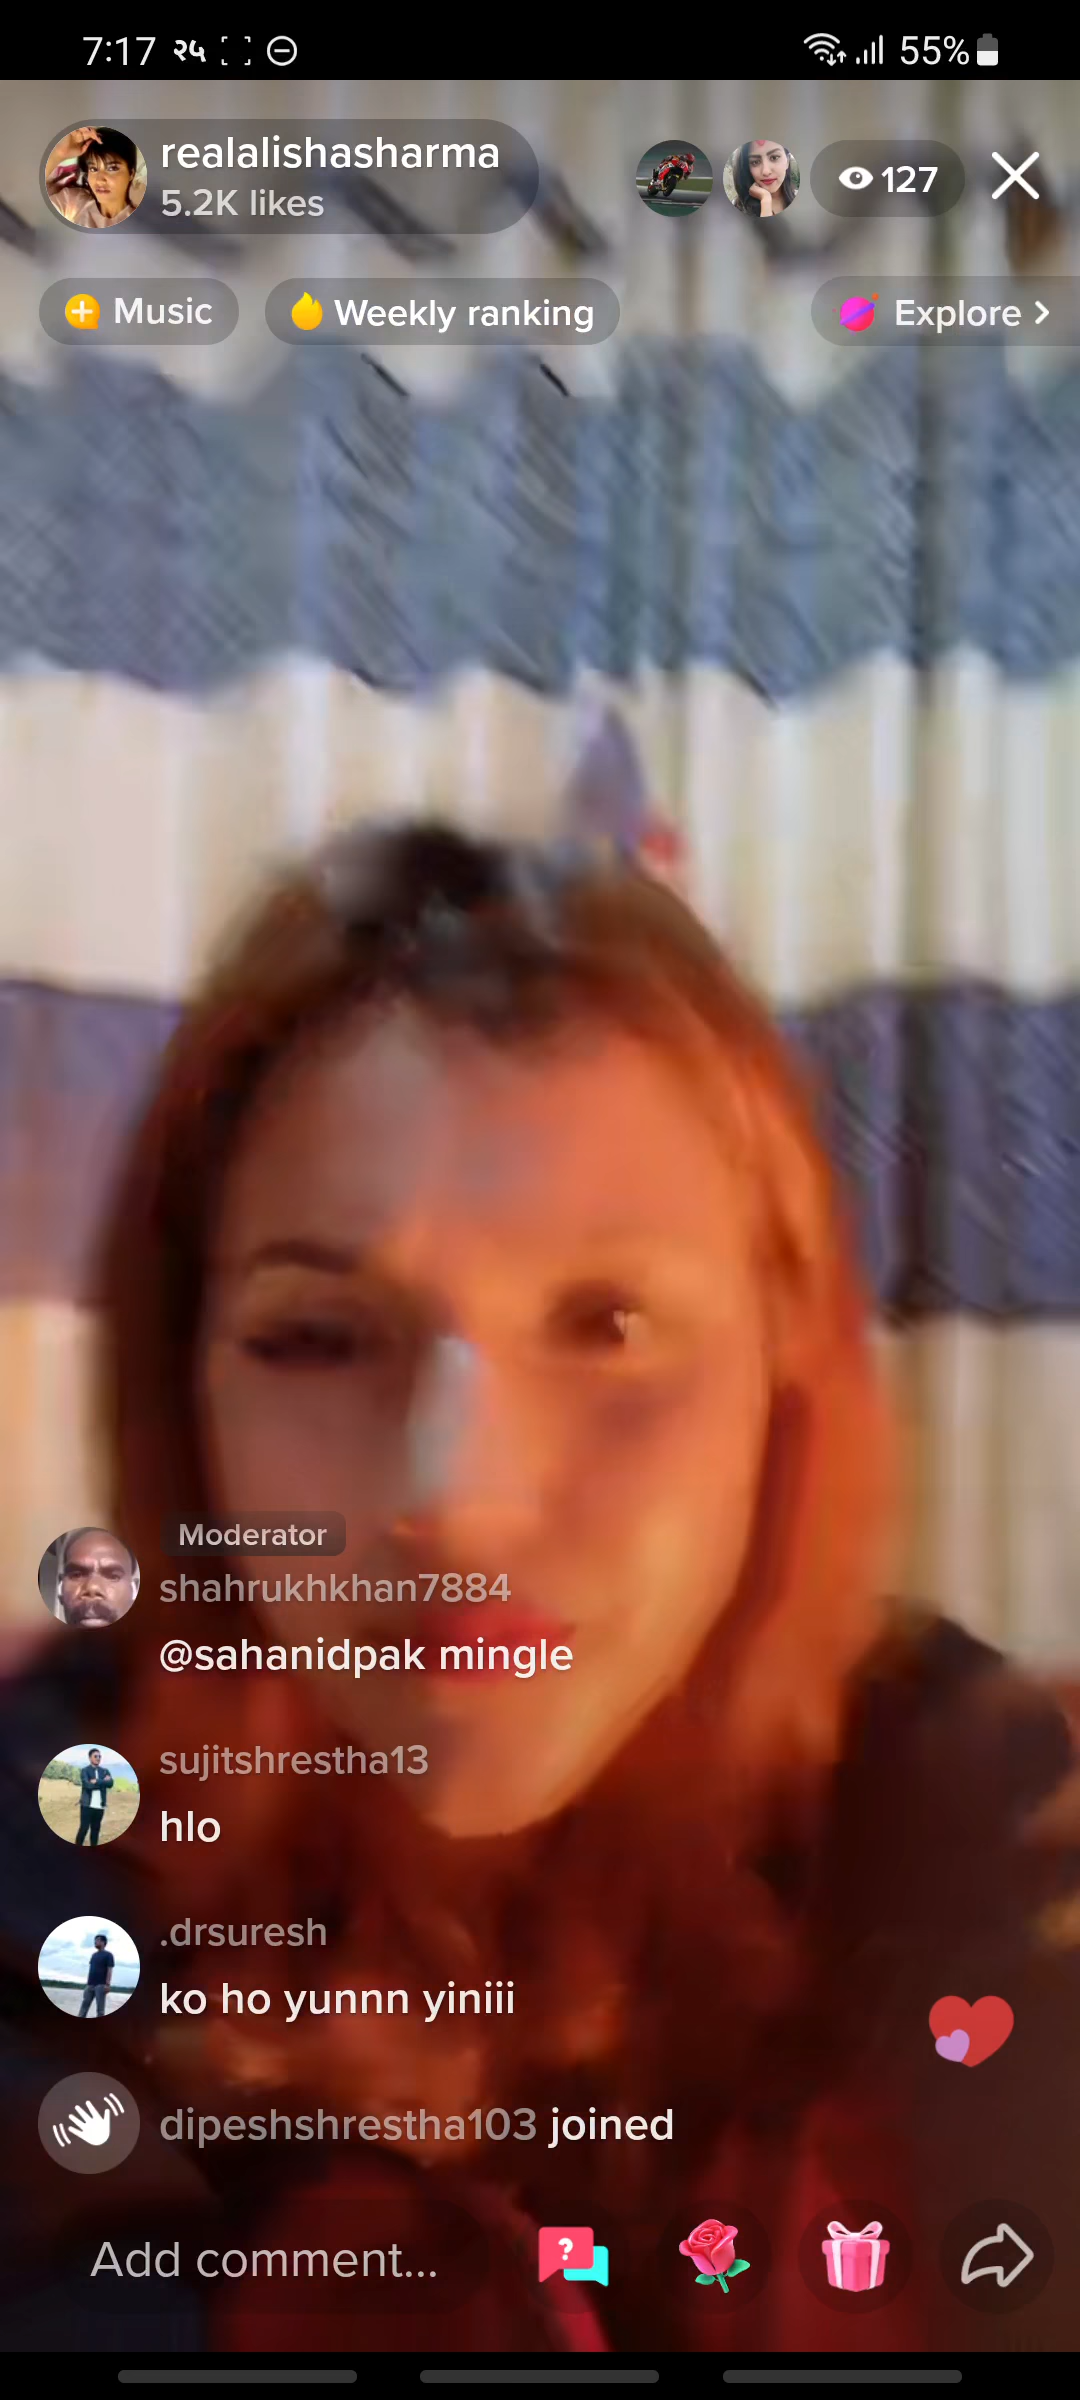 7:17 २५ 55%
realalishasharma
5.2K likes
127
Music
Weekly ranking
Explore
Moderator
shahrukhkhan7884
@sahanidpak mingle
sujitshrestha13
hlo
.drsuresh
ko ho yunnn yiniii
dipeshshrestha103 joined
Add comment...
?